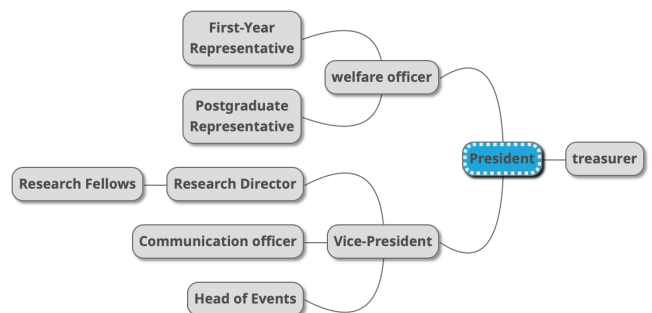 First-Year
Representative
welfare officer
Postgraduate
Representative
President
treasurer
Research Fellows
Research Director
Communication officer
Vice-President
Head of Events